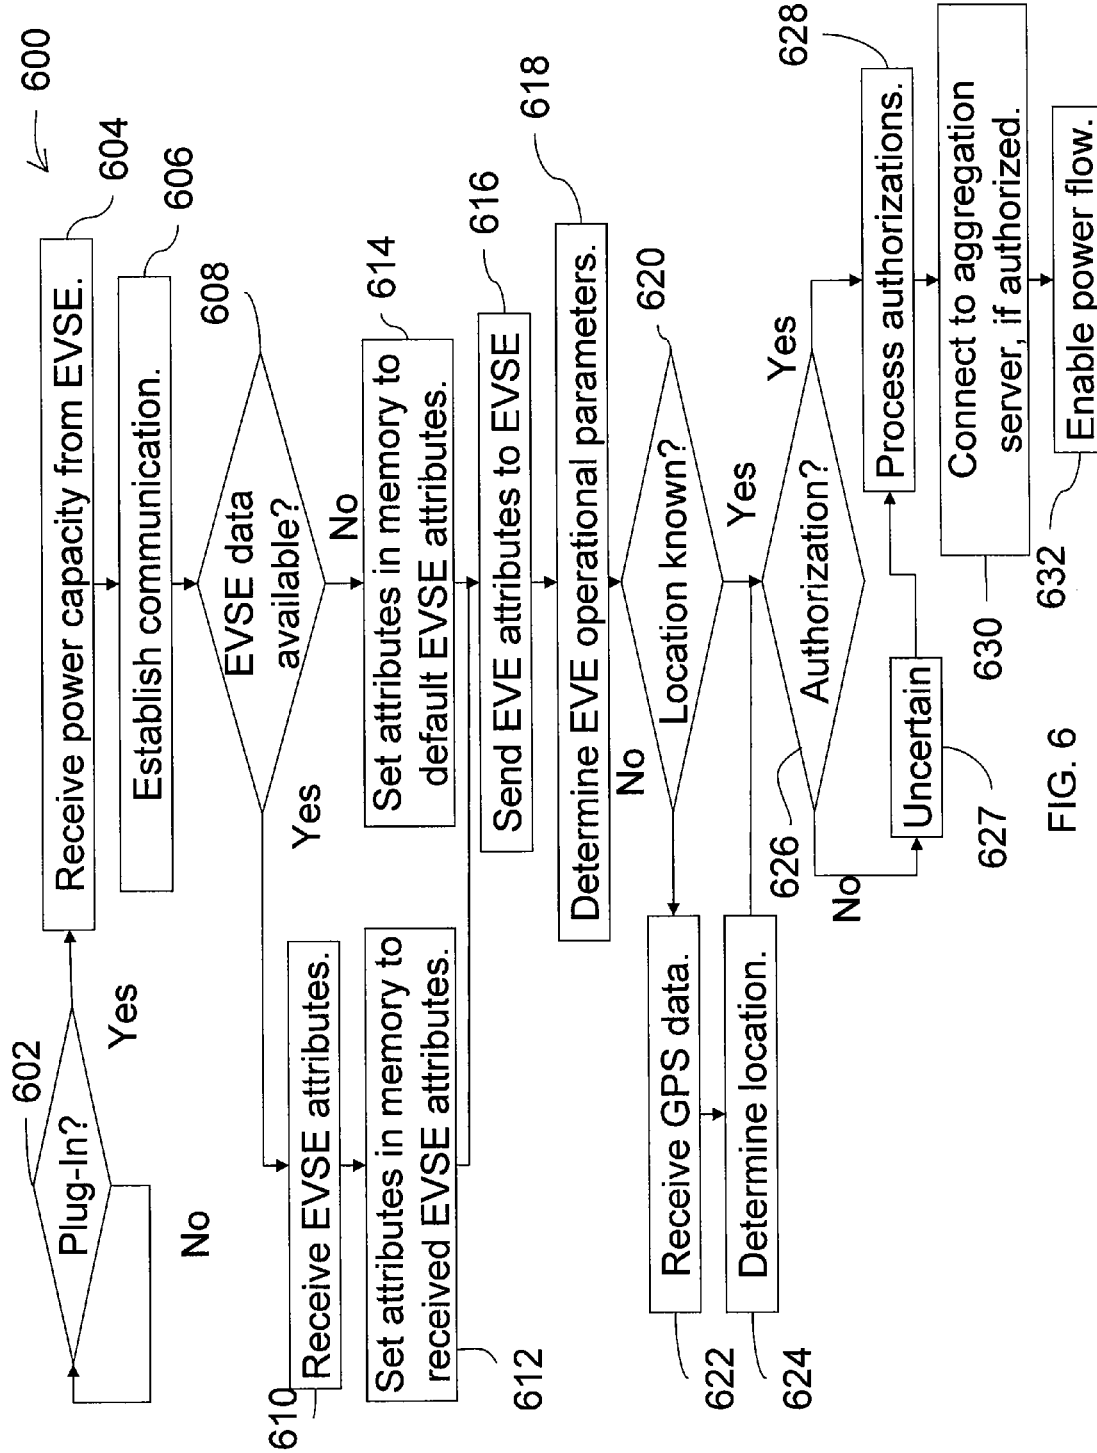 600
602
Plug-In?
Yes
No
Receive power capacity from EVSE.
604
Establish communication.
606
EVSE data
available?
608
Yes
No
610
Receive EVSE attributes.
Set attributes in memory to
received EVSE attributes.
612
Set attributes in memory to
default EVSE attributes.
614
Send EVE attributes to EVSE
616
Determine EVE operational parameters.
618
Location known?
620
No
Yes
Receive GPS data.
622
Determine location.
624
Authorization?
626
Yes
No
Uncertain
627
Process authorizations.
628
Connect to aggregation
server, if authorized.
630
Enable power flow.
632
FIG. 6